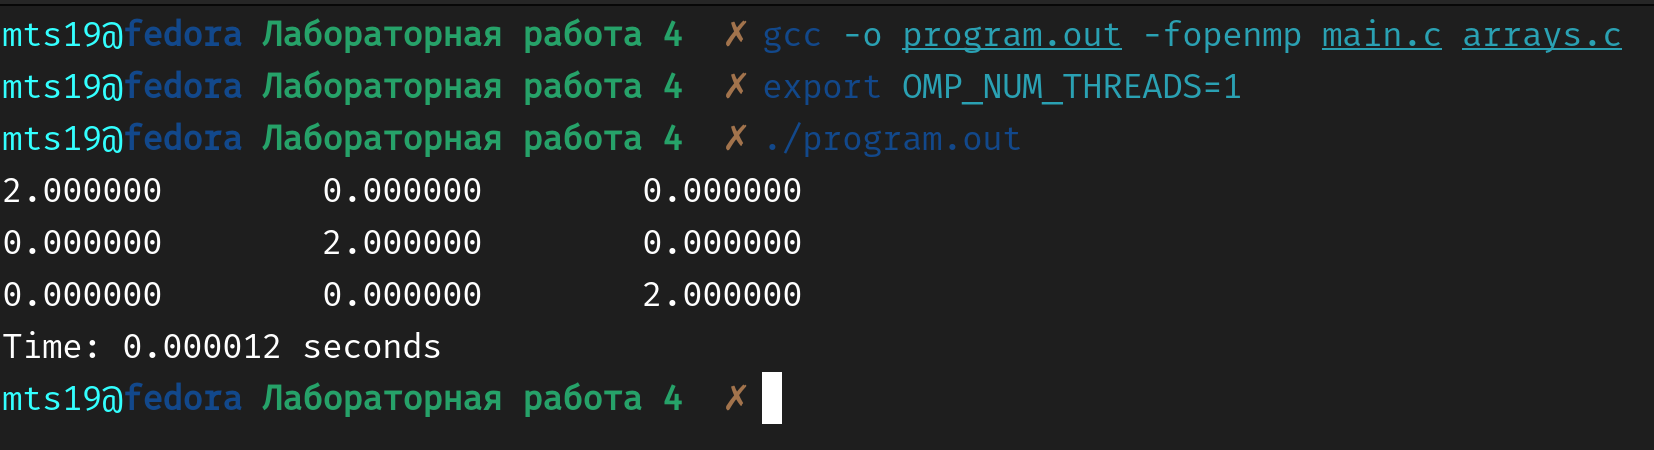 mts19@fedora Лабораторная работа 4 ✗ gcc -o program.out -fopenmp main.c arrays.c
mts19@fedora Лабораторная работа 4 ✗ export OMP_NUM_THREADS=1
mts19@fedora Лабораторная работа 4 ✗ ./program.out
2.000000 0.000000 0.000000
0.000000 2.000000 0.000000
0.000000 0.000000 2.000000
Time: 0.000012 seconds
mts19@fedora Лабораторная работа 4 ✗